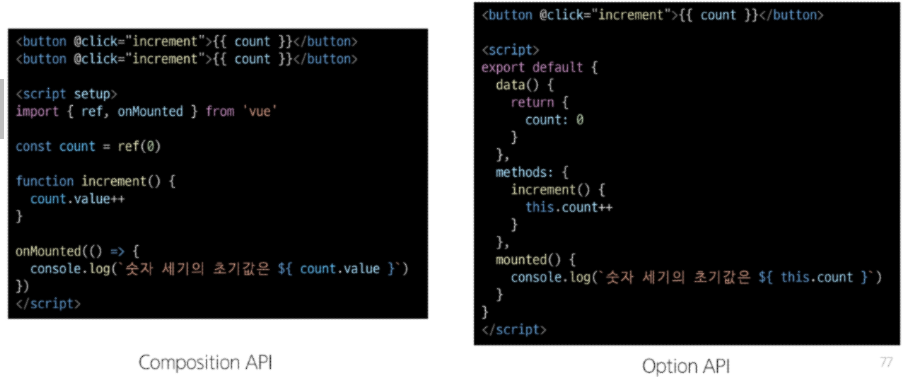 <button @click="increment">{{ count }}</button>
<button @click="increment">{{ count }}</button>
<script setup>
import { ref, onMounted } from 'vue'
const count = ref(0)
function increment() {
  count.value++
}
onMounted(() => {
  console.log(`숫자 세기의 초기값은 ${ count.value }`)
})
</script>
Composition API
<button @click="increment">{{ count }}</button>
<script>
export default {
  data() {
    return {
      count: 0
    }
  },
  methods: {
    increment() {
      this.count++
    }
  },
  mounted() {
    console.log(`숫자 세기의 초기값은 ${ this.count }`)
  }
}
</script>
Option API
77